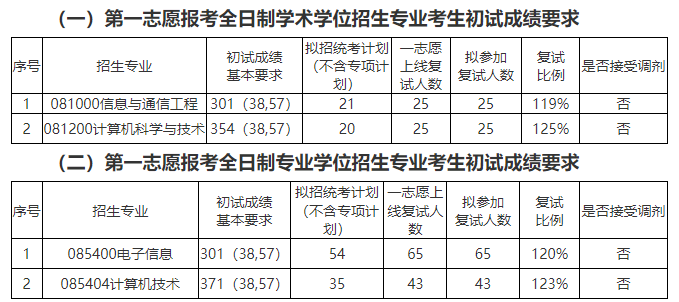 （一）第一志愿报考全日制学术学位招生专业考生初试成绩要求
序号 招生专业 初试成绩基本要求 拟招统考计划（不含专项计划） 一志愿上线复试人数 拟参加复试人数 复试比例 是否接受调剂
1 081000信息与通信工程 301（38,57） 21 25 25 119% 否
2 081200计算机科学与技术 354（38,57） 20 25 25 125% 否
（二）第一志愿报考全日制专业学位招生专业考生初试成绩要求
序号 招生专业 初试成绩基本要求 拟招统考计划（不含专项计划） 一志愿上线复试人数 拟参加复试人数 复试比例 是否接受调剂
1 085400电子信息 301（38,57） 54 65 65 120% 否
2 085404计算机技术 371（38,57） 35 43 43 123% 否